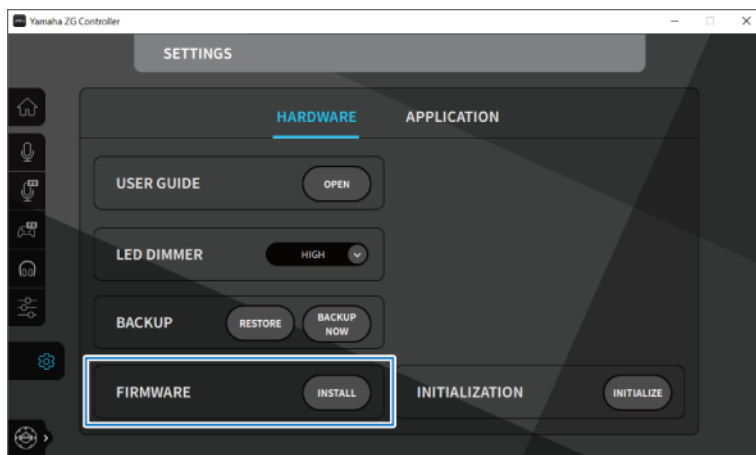 Yamaha ZG Controller
SETTINGS
HARDWARE
APPLICATION
USER GUIDE
OPEN
LED DIMMER
HIGH
BACKUP
RESTORE
BACKUP
NOW
FIRMWARE
INSTALL
INITIALIZATION
INITIALIZE